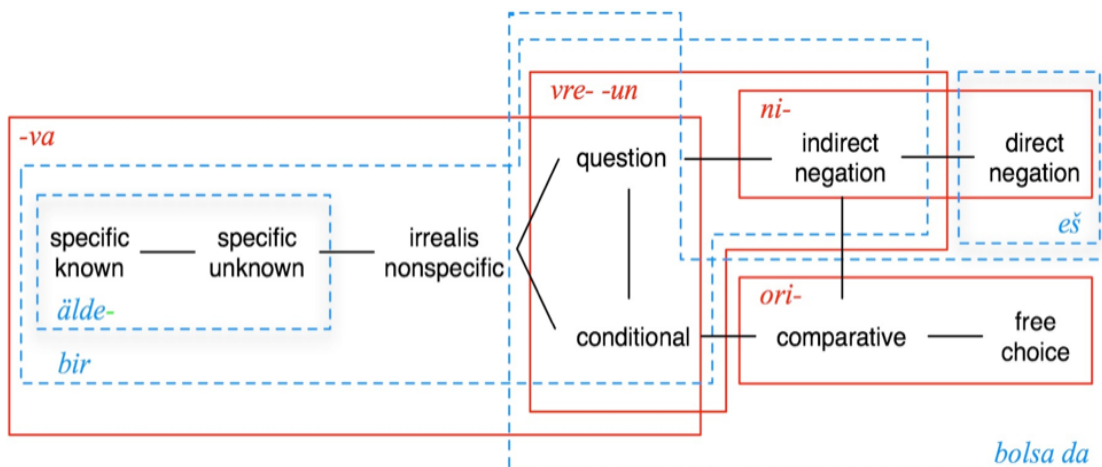 vre- -un
ni-
-va
question
indirect
negation
direct
negation
eš
specific
known
specific
unknown
irrealis
nonspecific
älde-
ori-
bir
conditional
comparative
free
choice
bolsa da